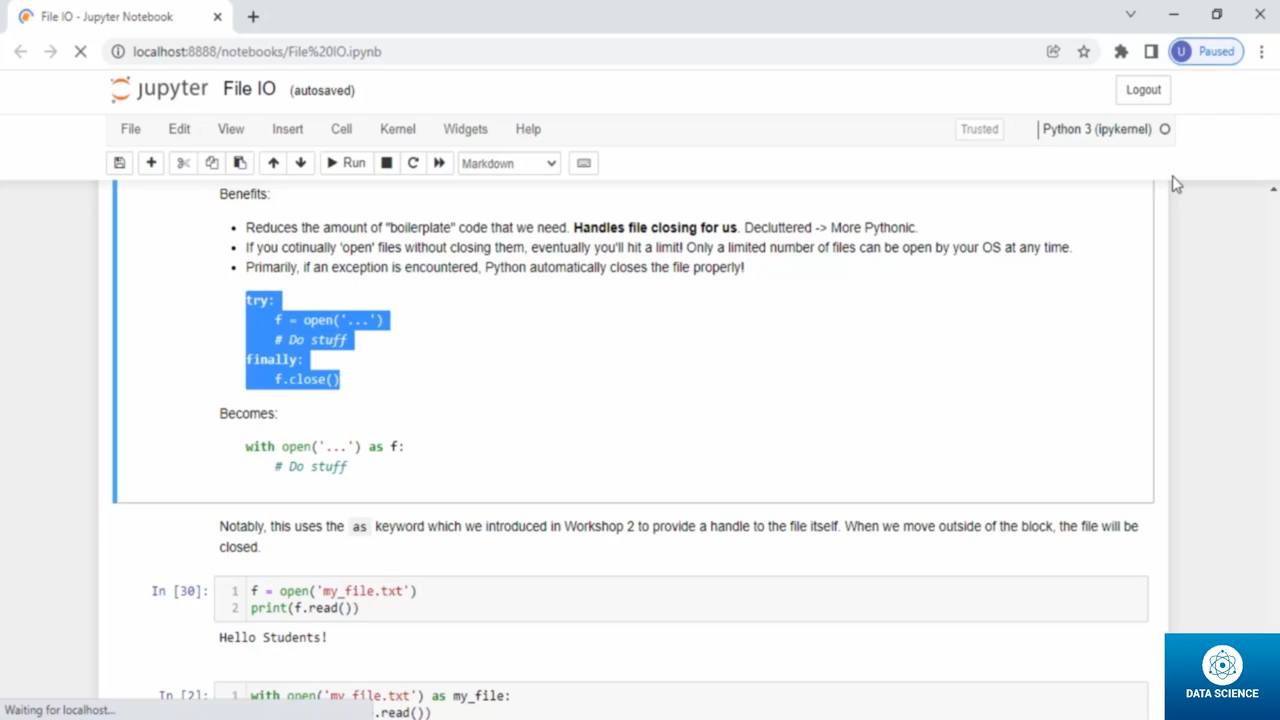 File IO - Jupyter Notebook
localhost:8888/notebooks/File%20IO.ipynb
U Paused
jupyter File IO (autosaved)
Logout
File Edit View Insert Cell Kernel Widgets Help
Trusted
Python 3 (ipykernel)
Run
Markdown
Benefits:
Reduces the amount of "boilerplate" code that we need. Handles file closing for us. Decluttered -> More Pythonic.
If you cotinually 'open' files without closing them, eventually you'll hit a limit! Only a limited number of files can be open by your OS at any time.
Primarily, if an exception is encountered, Python automatically closes the file properly!
try:
f = open('...')
# Do stuff
finally:
f.close()
Becomes:
with open('...') as f:
# Do stuff
Notably, this uses the as keyword which we introduced in Workshop 2 to provide a handle to the file itself. When we move outside of the block, the file will be
closed.
In [30]:
1 f = open('my_file.txt')
2 print(f.read())
Hello Students!
In [2]:
1 with open('my_file.txt') as my_file:
.read())
Waiting for localhost...
DATA SCIENCE